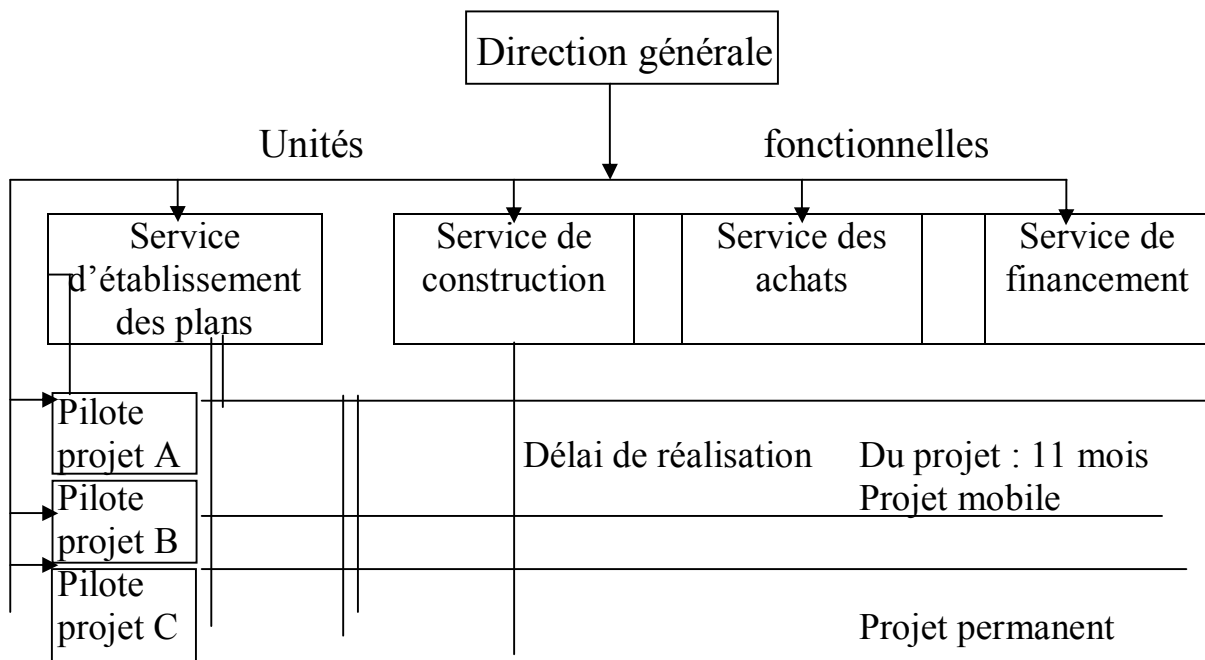 Direction générale
Unités fonctionnelles
Service
d’établissement
des plans
Service de
construction
Service des
achats
Service de
financement
Pilote
projet A
Délai de réalisation Du projet : 11 mois
Projet mobile
Pilote
projet B
Pilote
projet C
Projet permanent